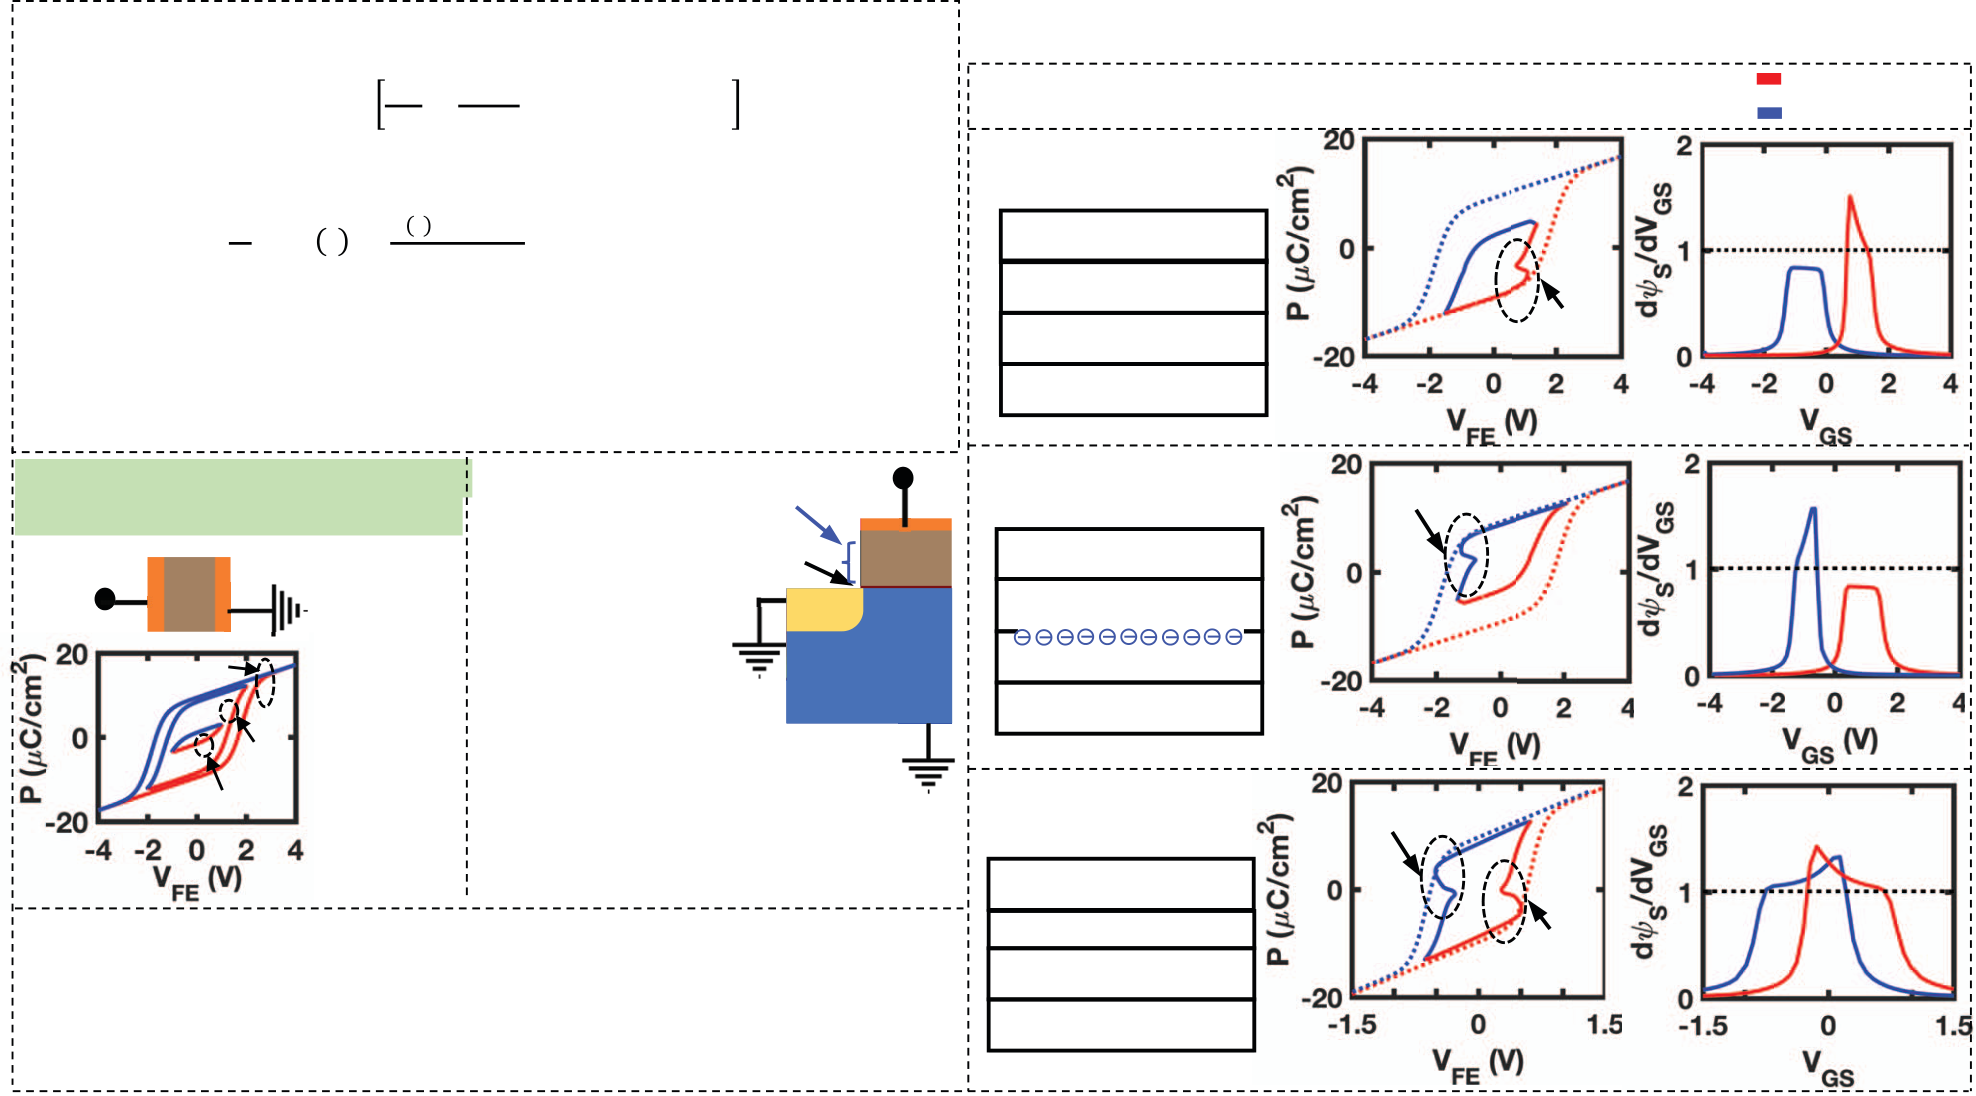 [ ]
( )
( )
P (μC/cm²)
20
0
-20
-4 -2 0 2 4
V_FE (V)
P (μC/cm²)
20
0
-20
-4 -2 0 2 4
V_FE (V)
dψ_S/dV_GS
2
1
0
-4 -2 0 2 4
V_GS
P (μC/cm²)
20
0
-20
-4 -2 0 2 4
V_FE (V)
dψ_S/dV_GS
2
1
0
-4 -2 0 2 4
V_GS (V)
P (μC/cm²)
20
0
-20
-1.5 0 1.5
V_FE (V)
dψ_S/dV_GS
2
1
0
-1.5 0 1.5
V_GS